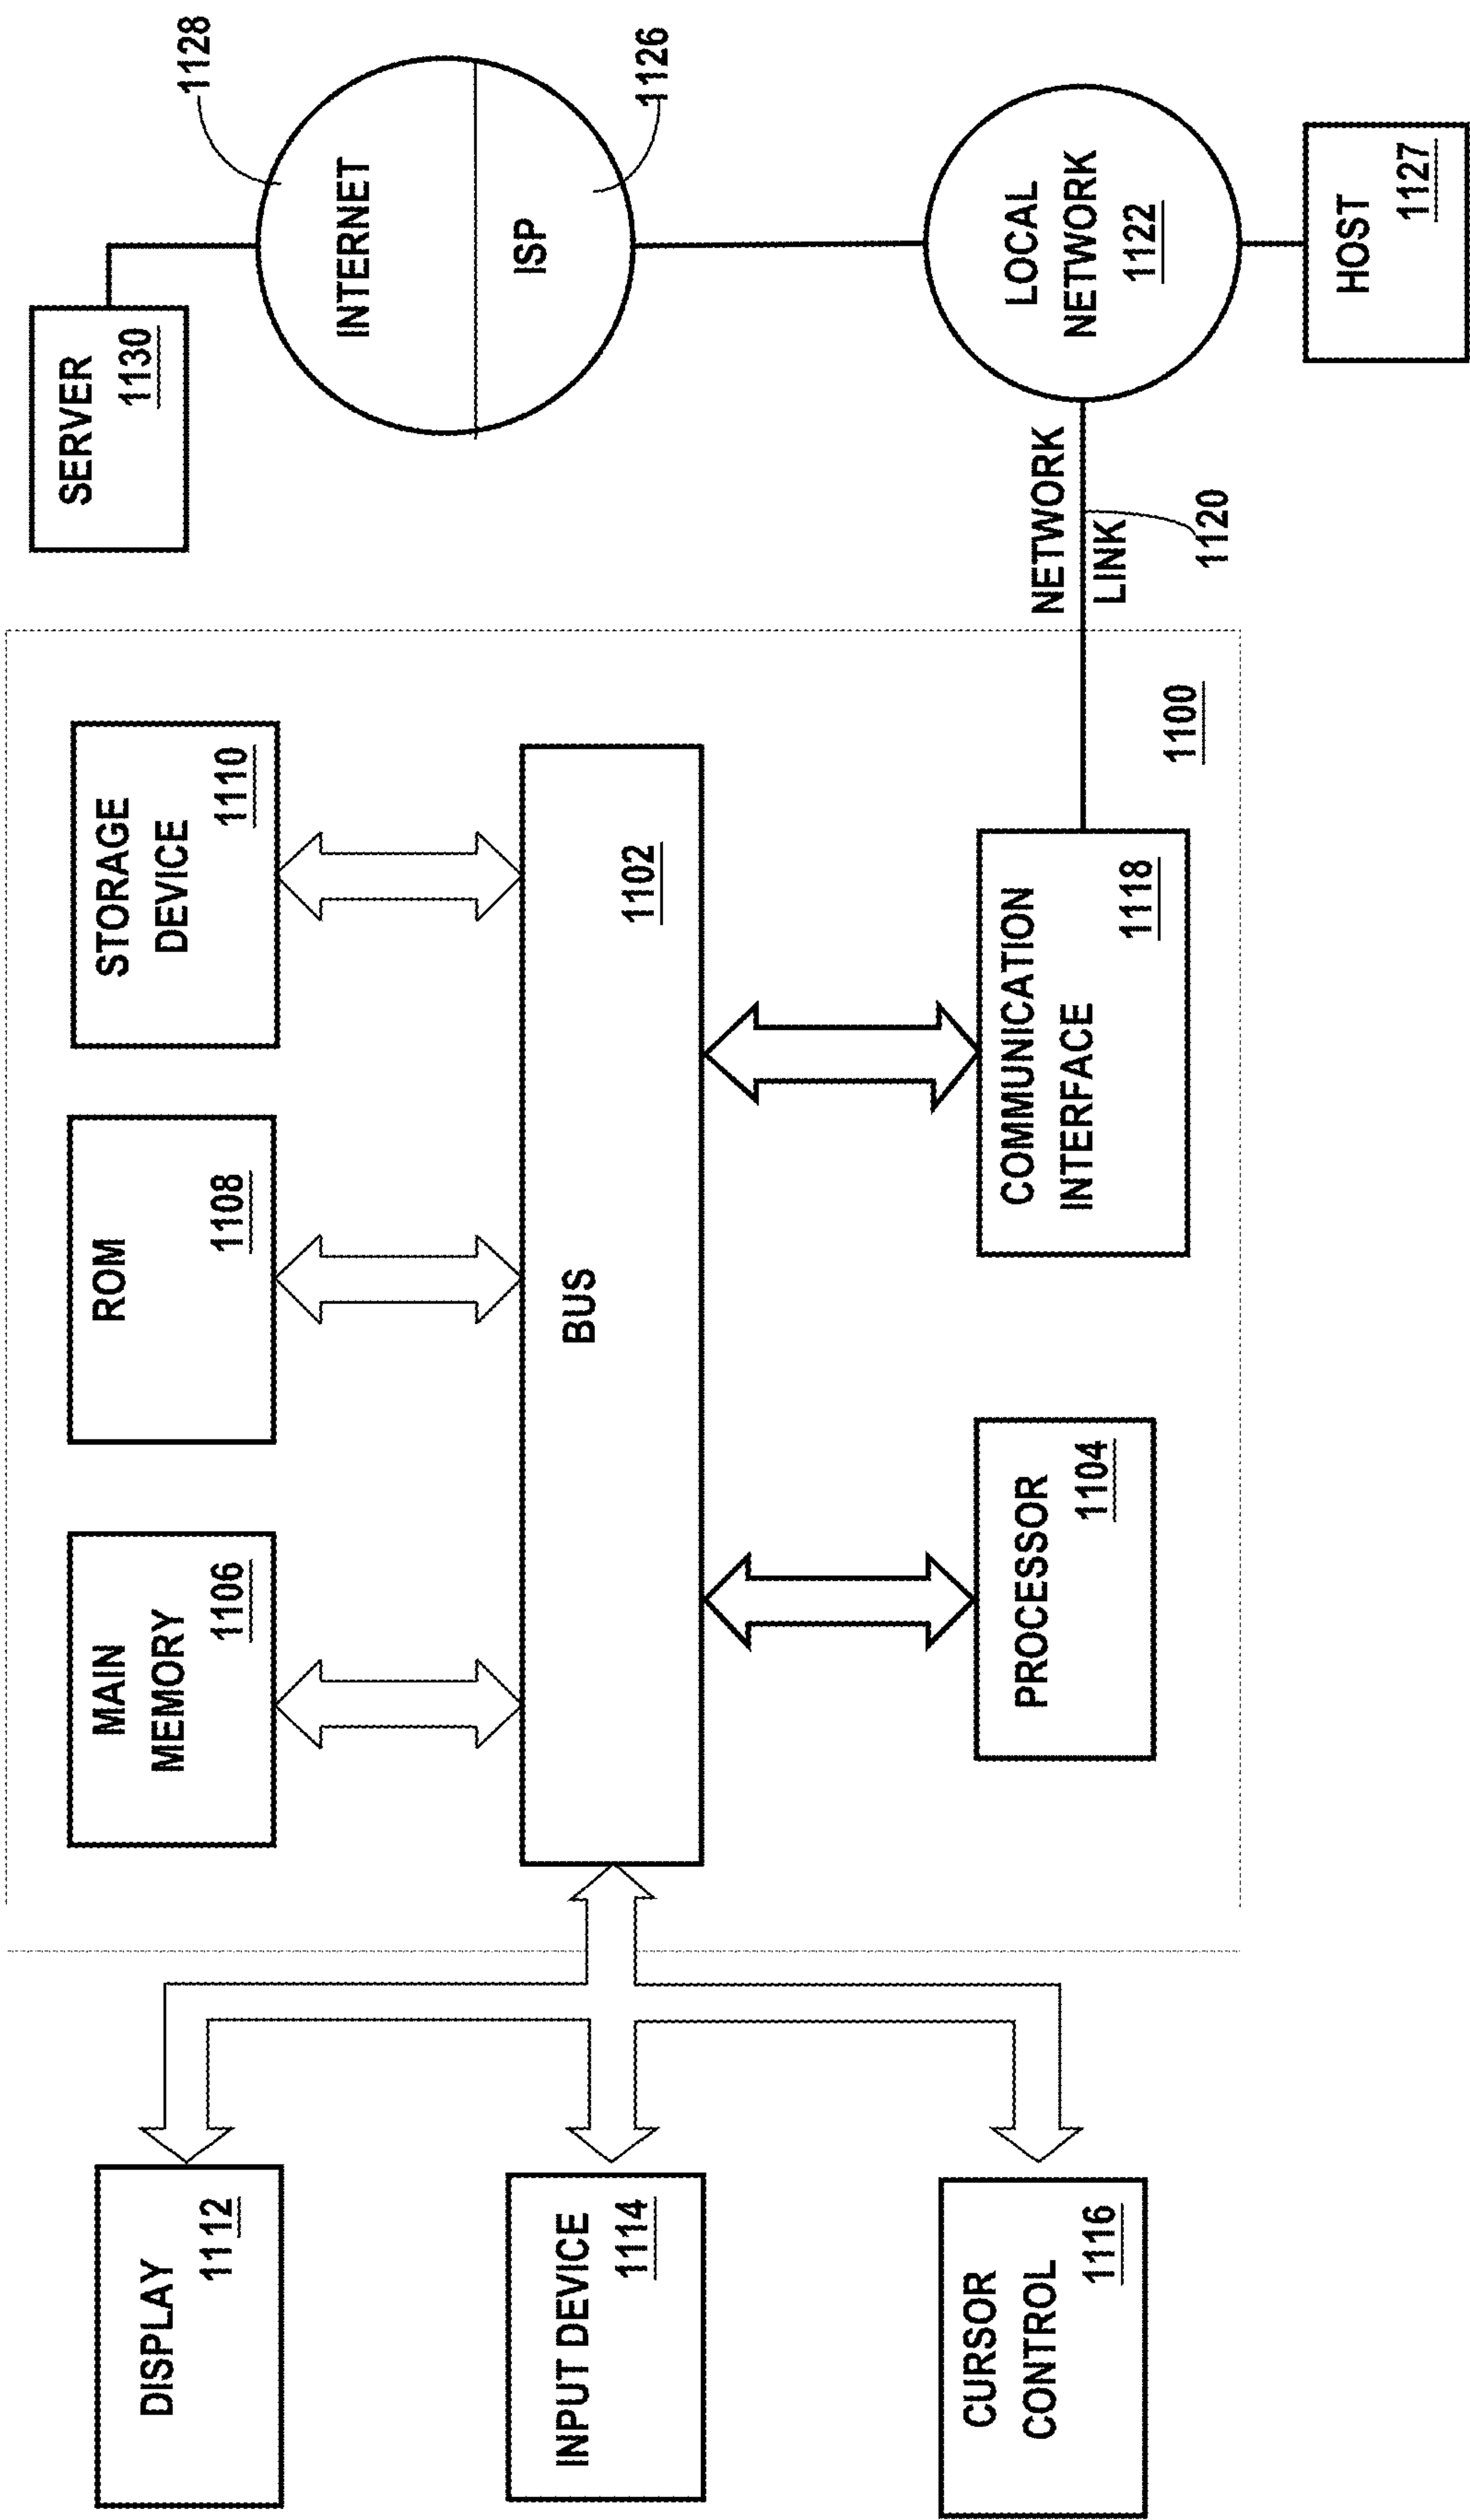 DISPLAY
1112
INPUT DEVICE
1114
CURSOR
CONTROL
1116
MAIN
MEMORY
1106
ROM
1108
STORAGE
DEVICE
1110
BUS
1102
PROCESSOR
1104
COMMUNICATION
INTERFACE
1118
1100
NETWORK
LINK
1120
SERVER
1130
INTERNET
1128
ISP
1126
LOCAL
NETWORK
1122
HOST
1127